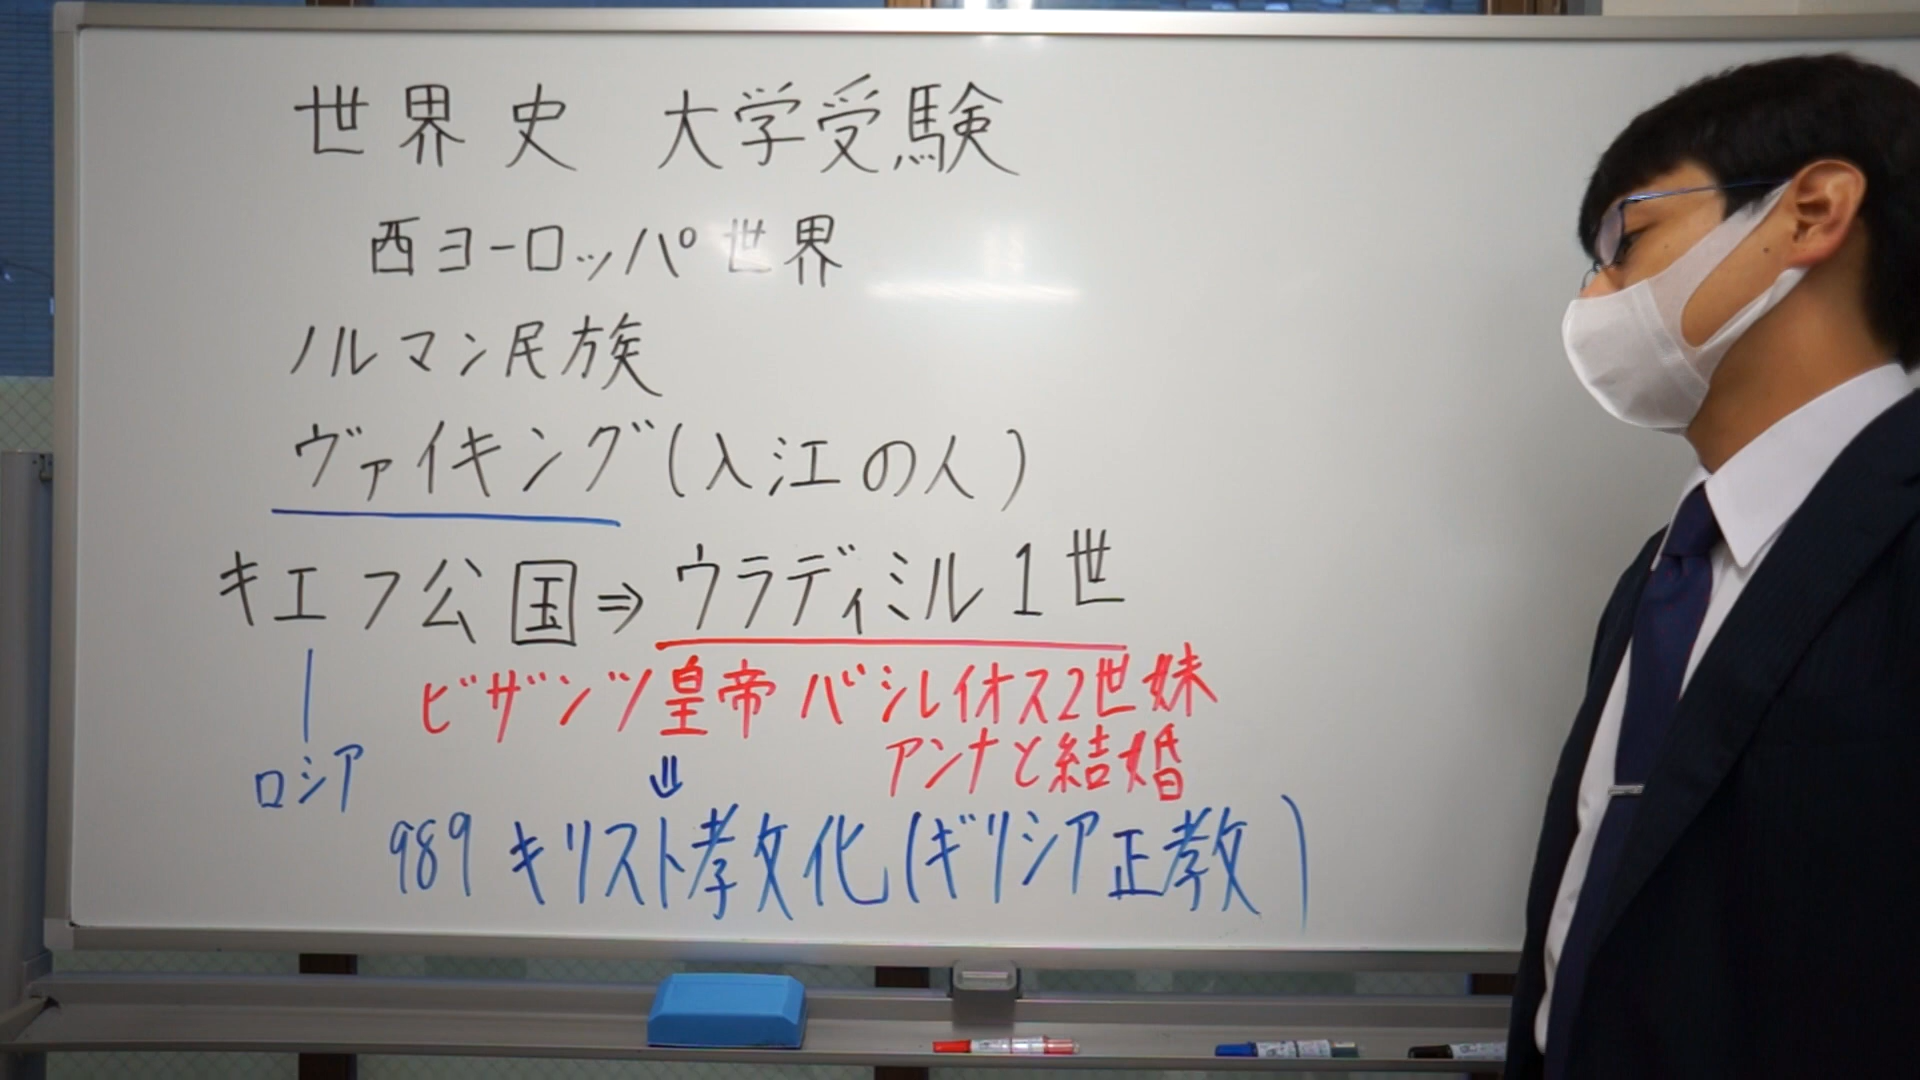 世界史 大学受験
西ヨーロッパ世界
ノルマン民族
ヴァイキング(入江の人)
キエフ公国⇒ウラディミル1世
ビザンツ皇帝 バシレイオス2世妹
アンナと結婚
⇓
ロシア
989 キリスト孝攵化(ギリシア正教)